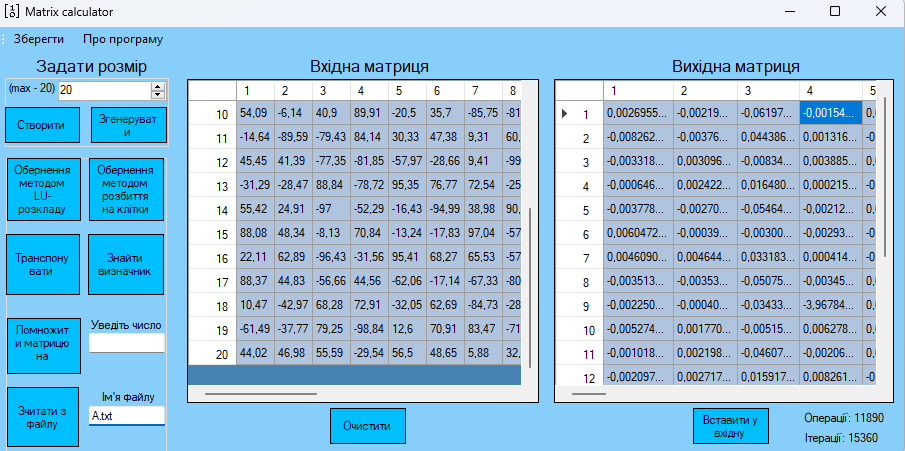 Matrix calculator
Зберегти Про програму
Задати розмір
(max - 20) 20
Створити
Згенеруват
и
Обернення
методом
LU-
розкладу
Обернення
методом
розбиття
на клітки
Транспону
вати
Знайти
визначник
Помножит
и матрицю
на
Уведіть число
Зчитати з
файлу
Ім'я файлу
A.txt
Вхідна матриця
1 2 3 4 5 6 7 8
10 54,09 -6,14 40,9 89,91 -20,5 35,7 -85,75 -81
11 -14,64 -89,59 -79,43 84,14 30,33 47,38 9,31 60,
12 45,45 41,39 -77,35 -81,85 -57,97 -28,66 9,41 -99
13 -31,29 -28,47 88,84 -78,72 95,35 76,77 72,54 -25
14 55,42 24,91 -97 -52,29 -16,43 -94,99 38,98 90,
15 88,08 48,34 -8,13 70,84 -13,24 -17,83 97,04 -57
16 22,11 62,89 -96,43 -31,56 95,41 68,27 65,53 -57
17 88,37 44,83 -56,66 44,56 -62,06 -17,14 -67,33 -80
18 10,47 -42,97 68,28 72,91 -32,05 62,69 -84,73 -28
19 -61,49 -37,77 79,25 -98,84 12,6 70,91 83,47 -71
20 44,02 46,98 55,59 -29,54 56,5 48,65 5,88 32,
Очистити
Вихідна матриця
1 2 3 4 5
1 0,0026955... -0,00219... -0,06197... -0,00154... 0,
2 -0,008262... -0,00376... 0,044386... 0,001316... -0
3 -0,003318... 0,003096... -0,00834... 0,003885... 0,
4 -0,000646... 0,002422... 0,016480... 0,000215... -0
5 -0,003778... -0,00270... -0,05464... -0,00212... 0,
6 0,0060472... -0,00039... -0,00300... -0,00293... -0
7 0,0046090... 0,004644... 0,033183... 0,000414... -0
8 -0,003513... -0,00353... -0,05075... -0,00345... 0,
9 -0,002250... -0,00040... -0,03433... -3,96784... 0,
10 -0,005274... 0,001770... -0,00515... 0,006278... 0,
11 -0,001018... 0,002198... -0,04607... -0,00206... 0,
12 -0,002097... 0,002717... 0,015917... 0,008261...
Вставити у
вхідну
Операції: 11890
Ітерації: 15360